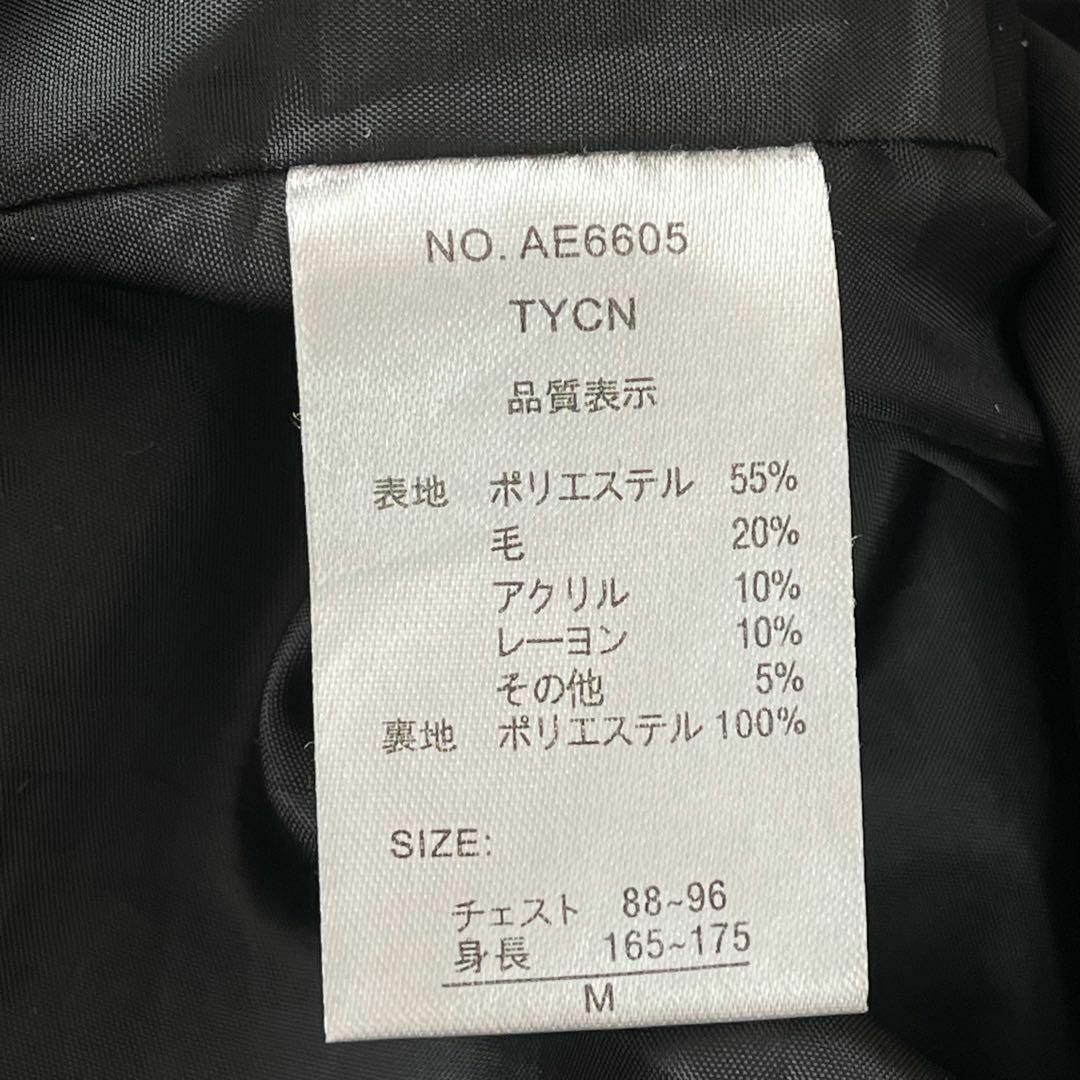 NO. AE6605
TYCN
品質表示
表地 ポリエステル 55%
毛 20%
アクリル 10%
レーヨン 10%
その他 5%
裏地 ポリエステル 100%
SIZE:
チェスト 88~96
身長 165~175
M